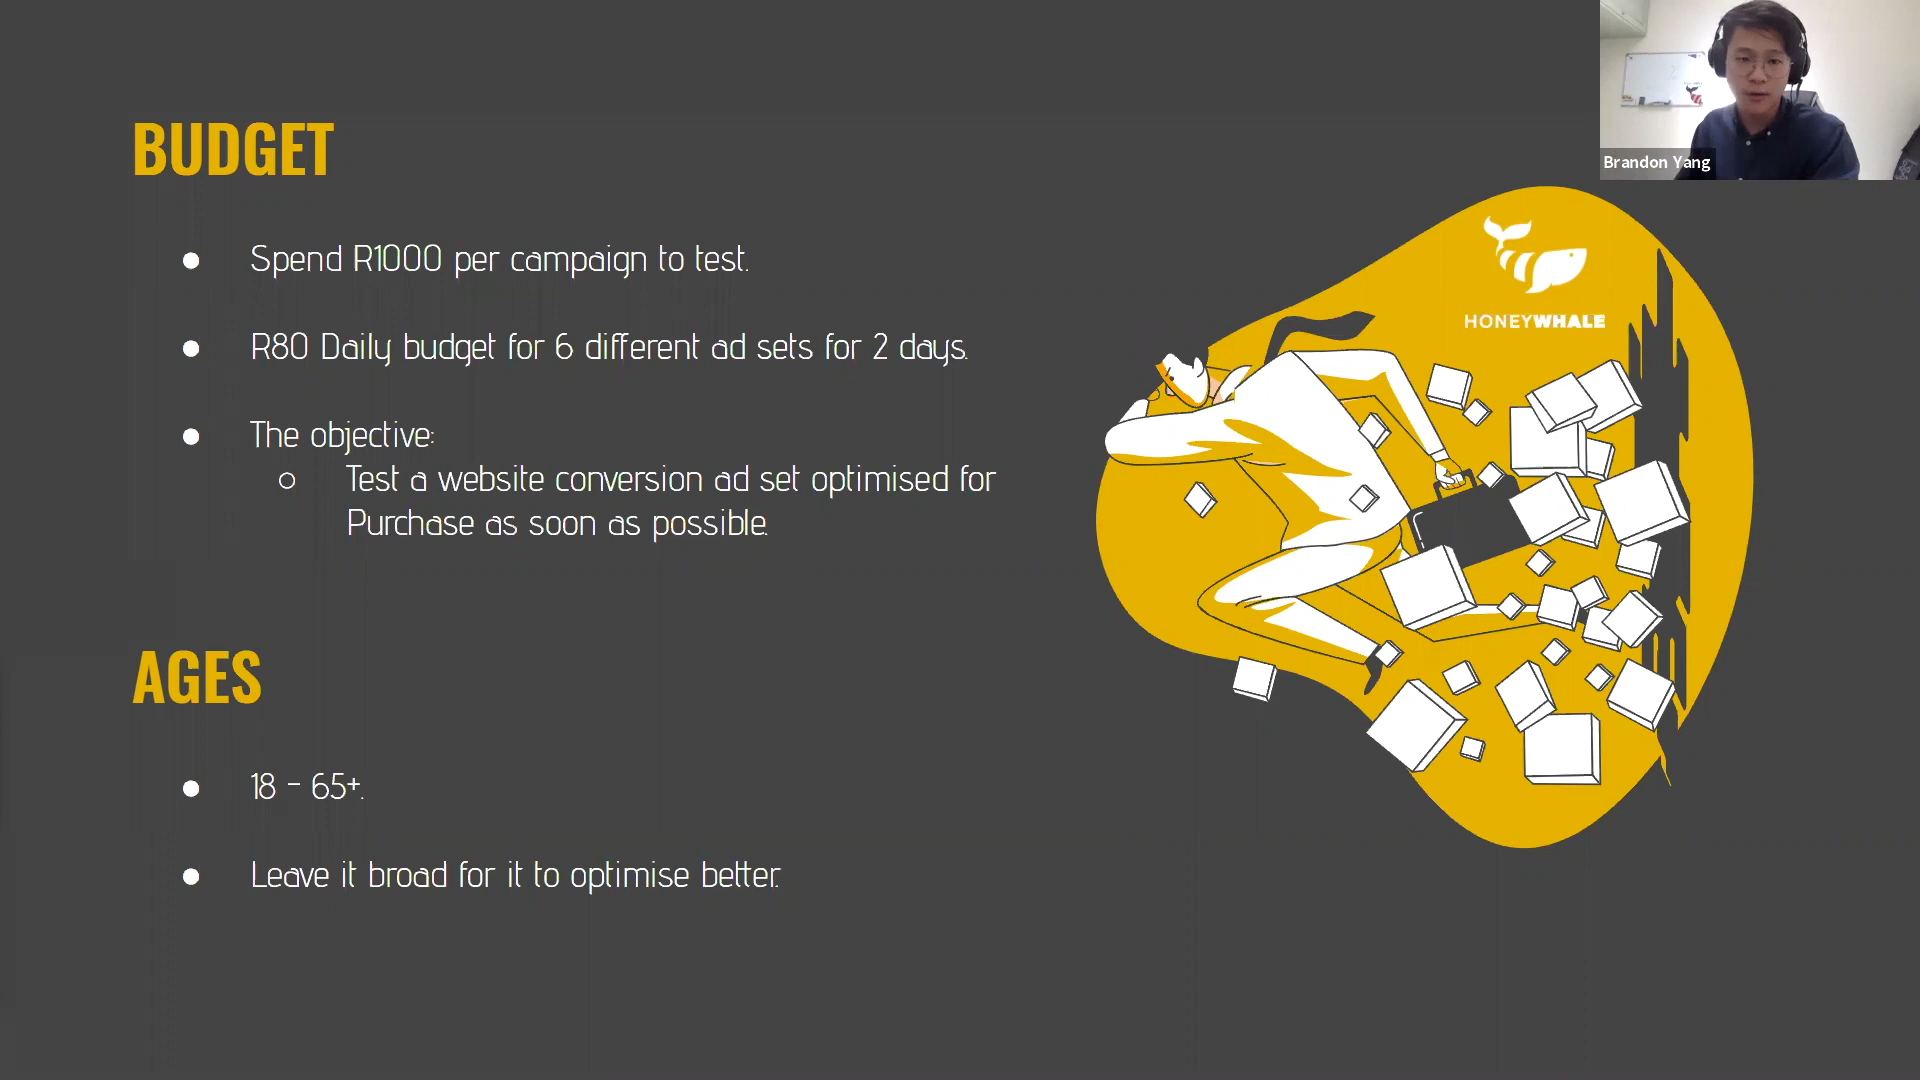 BUDGET
● Spend R1000 per campaign to test.
● R80 Daily budget for 6 different ad sets for 2 days.
● The objective:
○ Test a website conversion ad set optimised for
Purchase as soon as possible.
AGES
● 18 - 65+.
● Leave it broad for it to optimise better.
HONEYWHALE
Brandon Yang